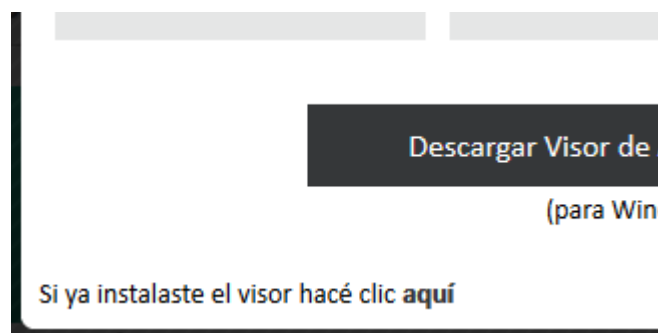 Descargar Visor de
(para Win
Si ya instalaste el visor hacé clic aquí